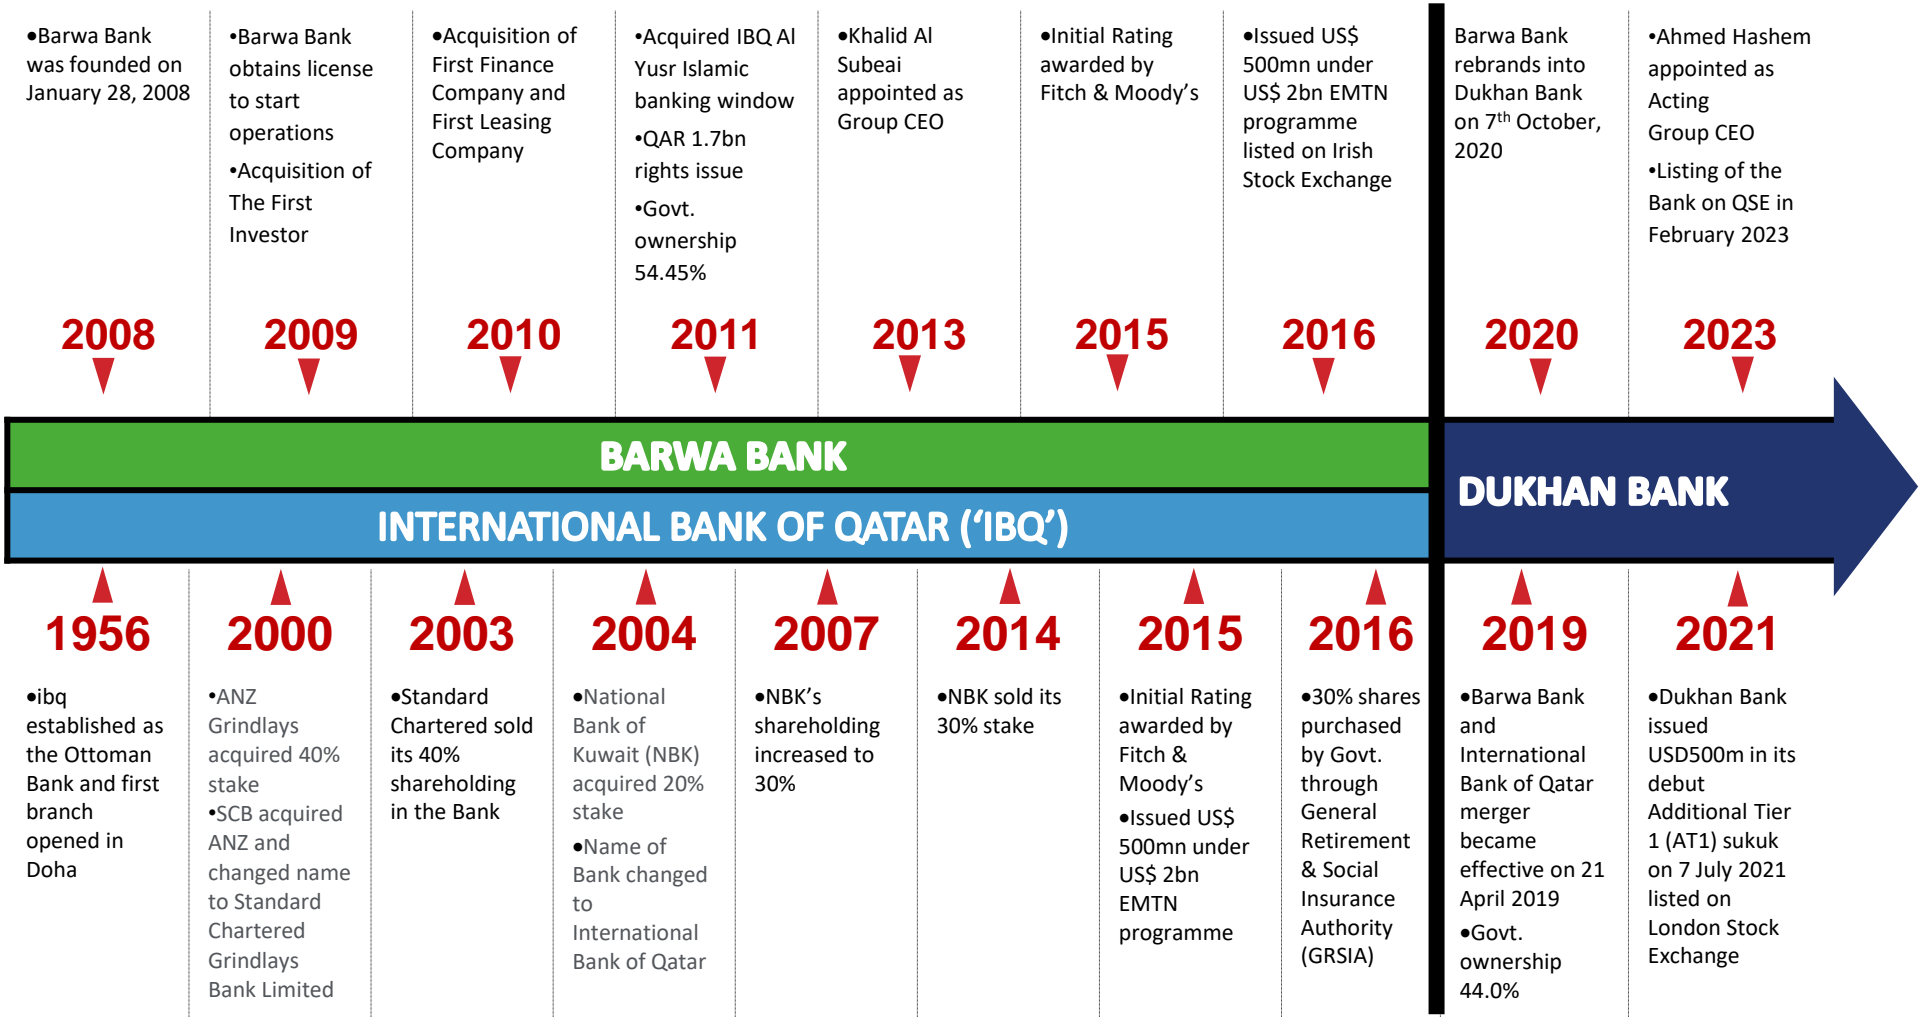 •Barwa Bank
was founded on
January 28, 2008
•Barwa Bank
obtains license
to start
operations
•Acquisition of
The First
Investor
•Acquisition of
First Finance
Company and
First Leasing
Company
•Acquired IBQ Al
Yusr Islamic
banking window
•QAR 1.7bn
rights issue
•Govt.
ownership
54.45%
•Khalid Al
Subeai
appointed as
Group CEO
•Initial Rating
awarded by
Fitch & Moody’s
•Issued US$
500mn under
US$ 2bn EMTN
programme
listed on Irish
Stock Exchange
Barwa Bank
rebrands into
Dukhan Bank
on 7th October,
2020
•Ahmed Hashem
appointed as
Acting
Group CEO
•Listing of the
Bank on QSE in
February 2023
2008
2009
2010
2011
2013
2015
2016
2020
2023
BARWA BANK
INTERNATIONAL BANK OF QATAR (‘IBQ’)
DUKHAN BANK
1956
2000
2003
2004
2007
2014
2015
2016
2019
2021
•ibq
established as
the Ottoman
Bank and first
branch
opened in
Doha
•ANZ
Grindlays
acquired 40%
stake
•SCB acquired
ANZ and
changed name
to Standard
Chartered
Grindlays
Bank Limited
•Standard
Chartered sold
its 40%
shareholding
in the Bank
•National
Bank of
Kuwait (NBK)
acquired 20%
stake
•Name of
Bank changed
to
International
Bank of Qatar
•NBK’s
shareholding
increased to
30%
•NBK sold its
30% stake
•Initial Rating
awarded by
Fitch &
Moody’s
•Issued US$
500mn under
US$ 2bn
EMTN
programme
•30% shares
purchased
by Govt.
through
General
Retirement
& Social
Insurance
Authority
(GRSIA)
•Barwa Bank
and
International
Bank of Qatar
merger
became
effective on 21
April 2019
•Govt.
ownership
44.0%
•Dukhan Bank
issued
USD500m in its
debut
Additional Tier
1 (AT1) sukuk
on 7 July 2021
listed on
London Stock
Exchange